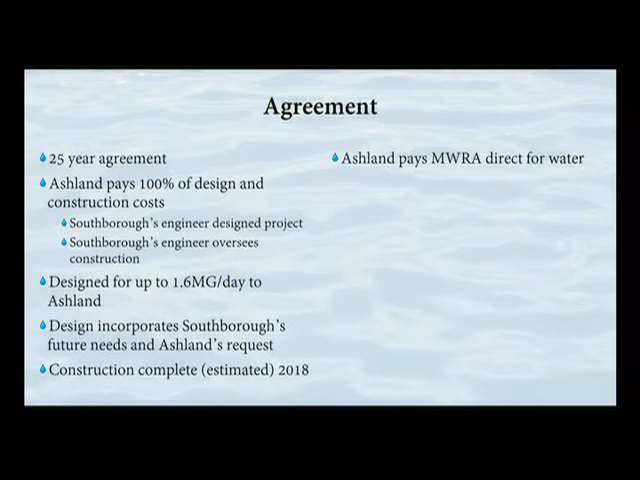 Agreement
25 year agreement
Ashland pays 100% of design and
construction costs
Southborough's engineer designed project
Southborough's engineer oversees
construction
Designed for up to 1.6MG/day to
Ashland
Design incorporates Southborough's
future needs and Ashland's request
Construction complete (estimated) 2018
Ashland pays MWRA direct for water